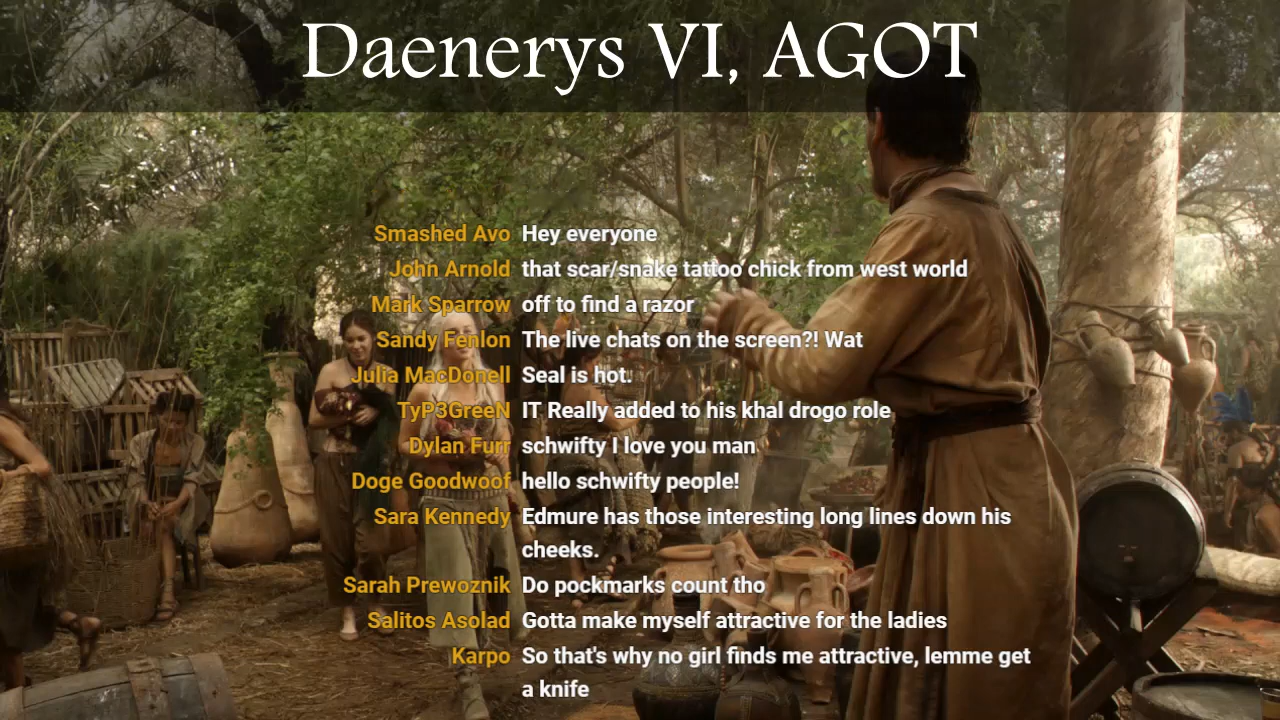 Daenerys VI, AGOT
Smashed Avo Hey everyone
John Arnold that scar/snake tattoo chick from west world
Mark Sparrow off to find a razor
Sandy Fenlon The live chats on the screen?! Wat
Julia MacDonell Seal is hot.
TyP3GreeN IT Really added to his khal drogo role
Dylan Furr schwifty I love you man
Doge Goodwoof hello schwifty people!
Sara Kennedy Edmure has those interesting long lines down his
cheeks.
Sarah Prewoznik Do pockmarks count tho
Salitos Asolad Gotta make myself attractive for the ladies
Karpo So that's why no girl finds me attractive, lemme get
a knife